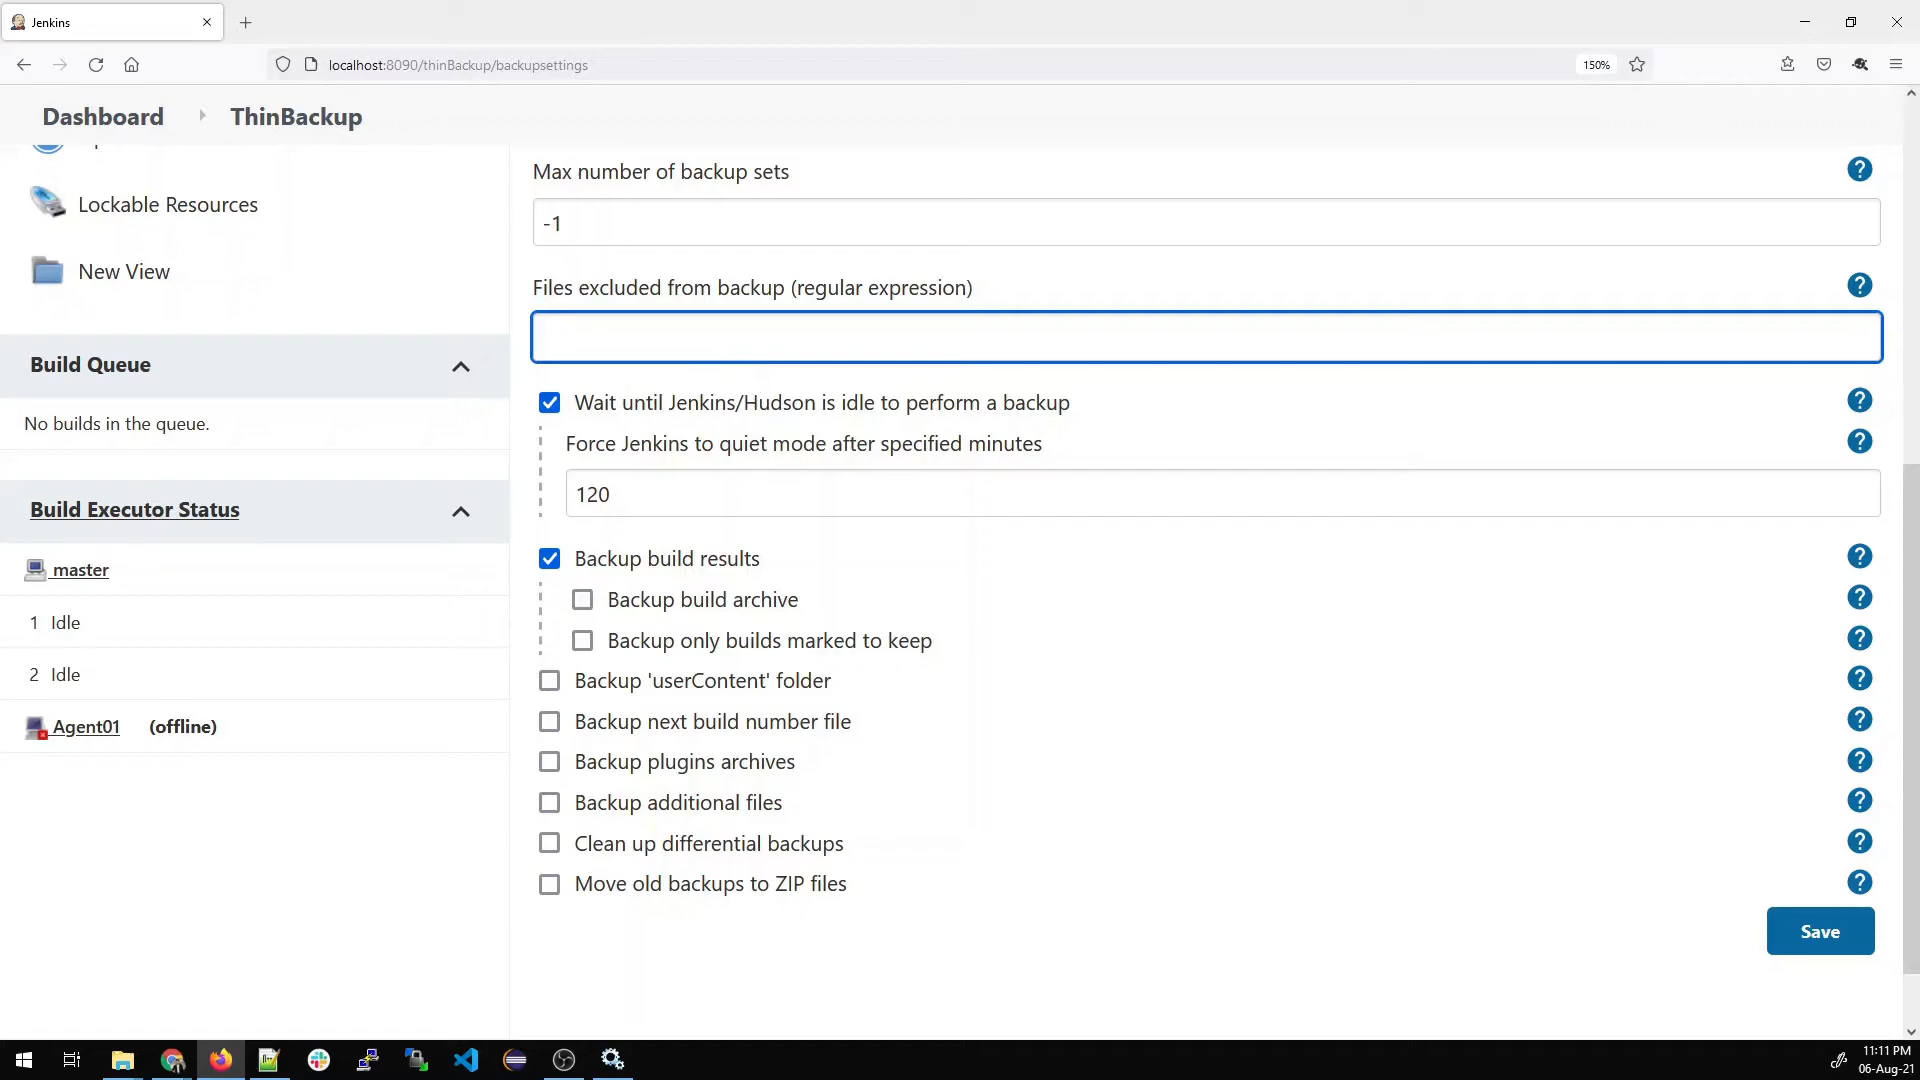 Jenkins
localhost:8090/thinBackup/backupsettings
150%
Dashboard
ThinBackup
Lockable Resources
New View
Build Queue
No builds in the queue.
Build Executor Status
master
1 Idle
2 Idle
Agent01 (offline)
Max number of backup sets
-1
Files excluded from backup (regular expression)
Wait until Jenkins/Hudson is idle to perform a backup
Force Jenkins to quiet mode after specified minutes
120
Backup build results
Backup build archive
Backup only builds marked to keep
Backup 'userContent' folder
Backup next build number file
Backup plugins archives
Backup additional files
Clean up differential backups
Move old backups to ZIP files
Save
11:11 PM
06-Aug-21